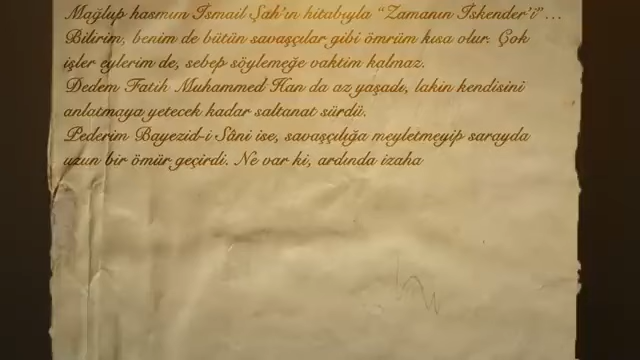 Mağlup hasmım İsmail Şah'ın hitabıyla "Zamanın İskender'i"...
Bilirim, benim de bütün savaşçılar gibi ömrüm kısa olur. Çok
işler eylerim de, sebep söylemeğe vaktim kalmaz.
Dedem Fatih Muhammed Han da az yaşadı, lakin kendisini
anlatmaya yetecek kadar saltanat sürdü.
Pederim Bayezid-i Sâni ise, savaşçılığa meyletmeyip sarayda
uzun bir ömür geçirdi. Ne var ki, ardında izaha